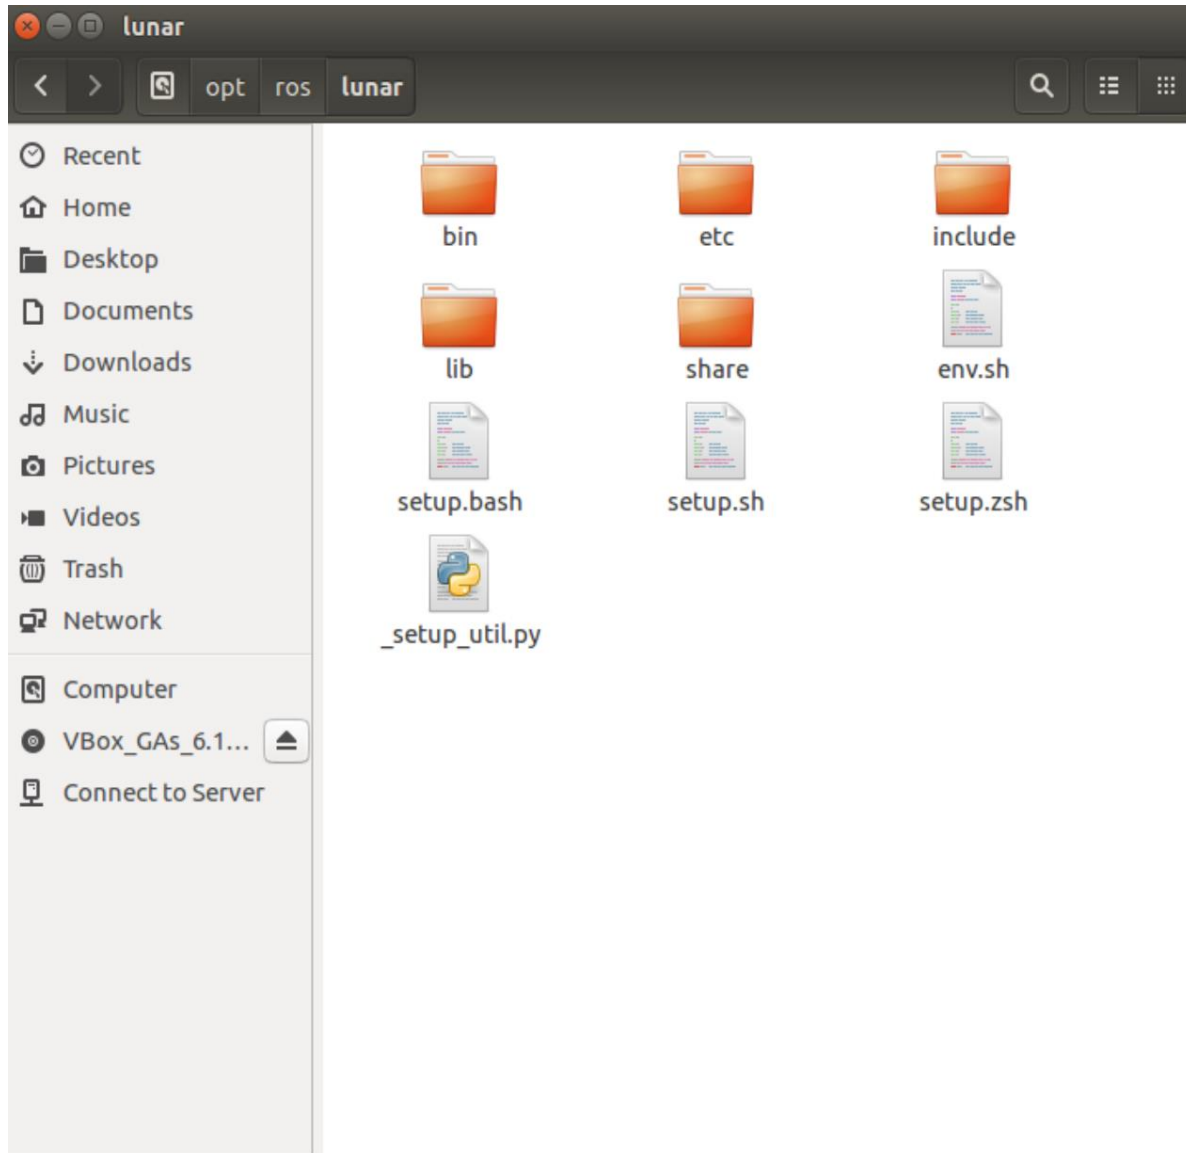 lunar
opt ros lunar
Recent
Home
Desktop
Documents
Downloads
Music
Pictures
Videos
Trash
Network
Computer
VBox_GAs_6.1...
Connect to Server
bin etc include
lib share env.sh
setup.bash setup.sh setup.zsh
_setup_util.py